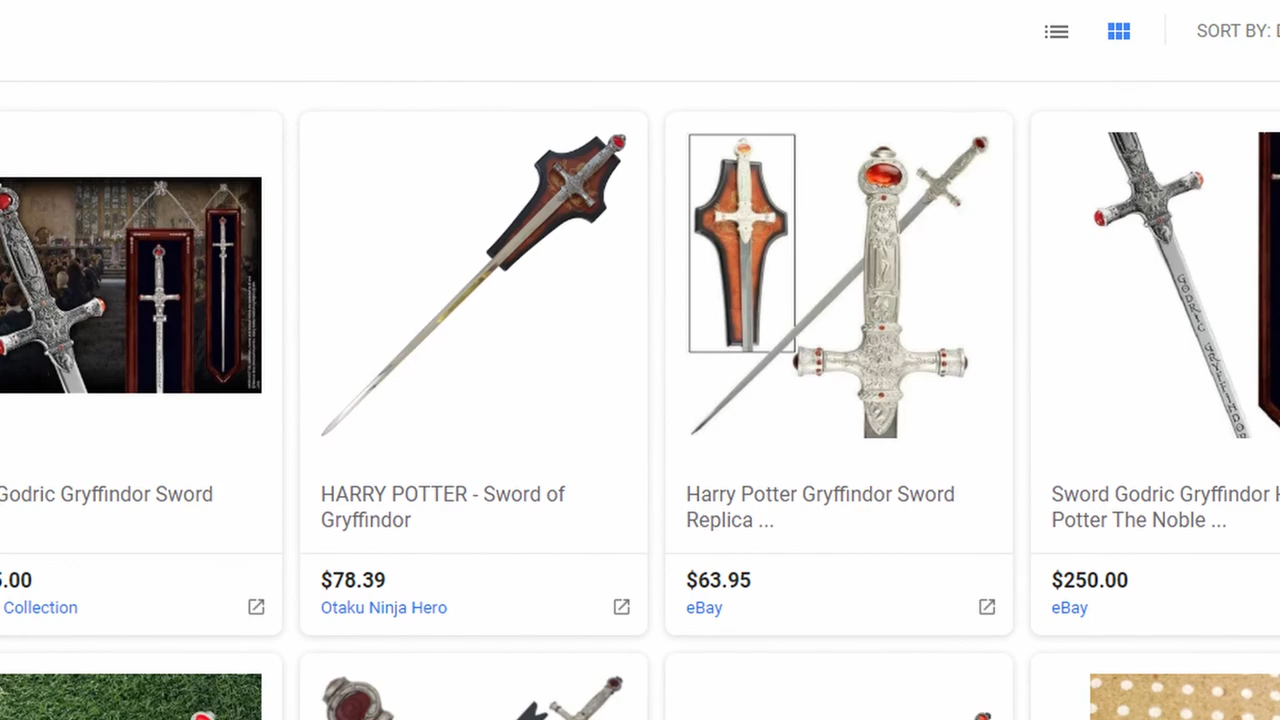 SORT BY:
Godric Gryffindor Sword
HARRY POTTER - Sword of
Gryffindor
Harry Potter Gryffindor Sword
Replica ...
Sword Godric Gryffindor
Potter The Noble ...
.00
$78.39
$63.95
$250.00
Collection
Otaku Ninja Hero
eBay
eBay
GODRIC GRYFFINDOR